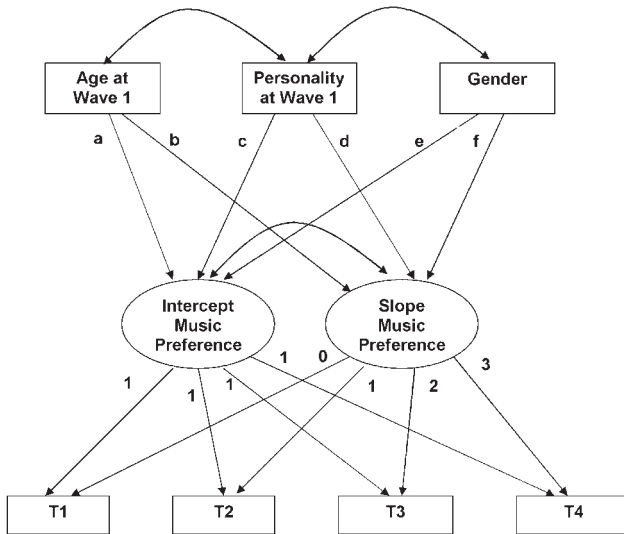 Age at
Wave 1
Personality
at Wave 1
Gender
a
b
c
d
e
f
Intercept
Music
Preference
Slope
Music
Preference
1
1
1
1
0
1
2
3
T1
T2
T3
T4